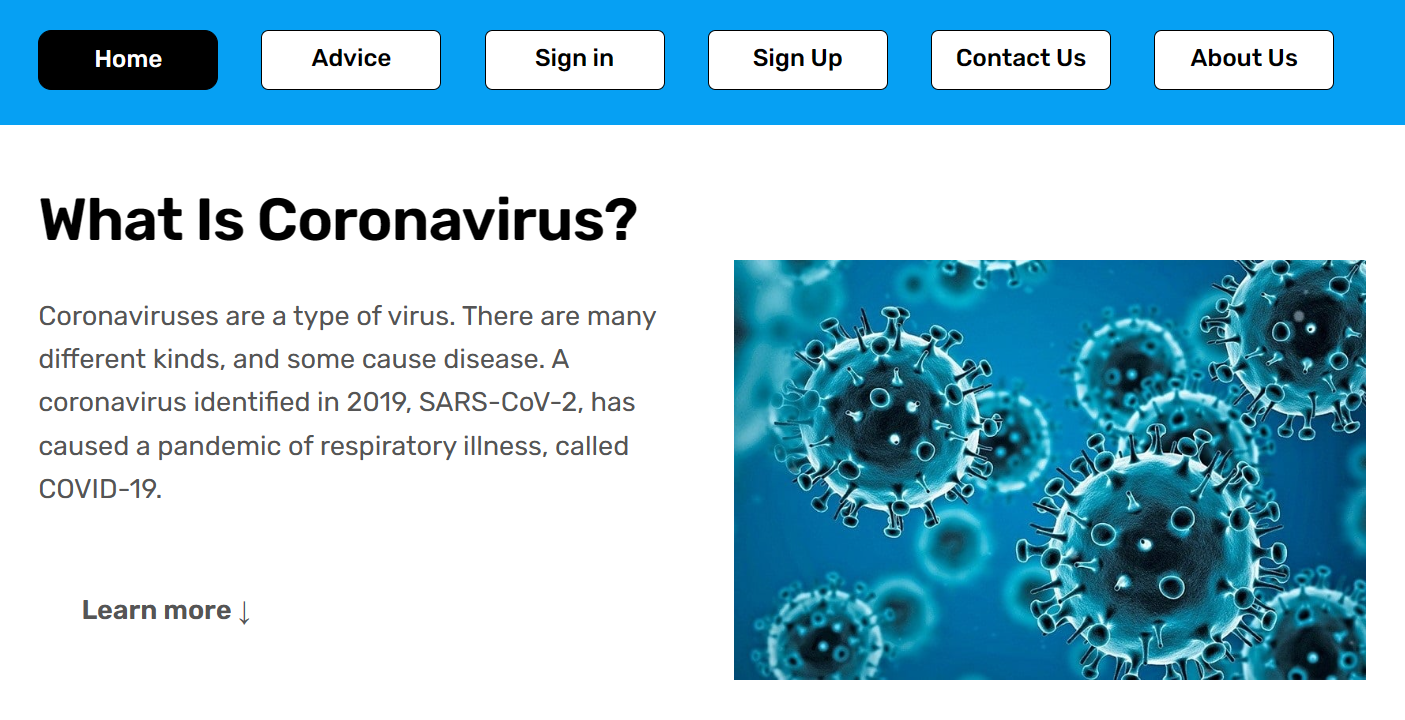 Home
Advice
Sign in
Sign Up
Contact Us
About Us
What Is Coronavirus?
Coronaviruses are a type of virus. There are many
different kinds, and some cause disease. A
coronavirus identified in 2019, SARS-CoV-2, has
caused a pandemic of respiratory illness, called
COVID-19.
Learn more ↓